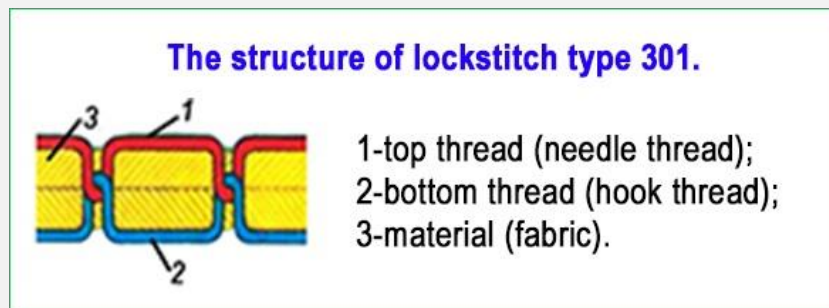 The structure of lockstitch type 301.
3
1
1-top thread (needle thread);
2-bottom thread (hook thread);
3-material (fabric).
2